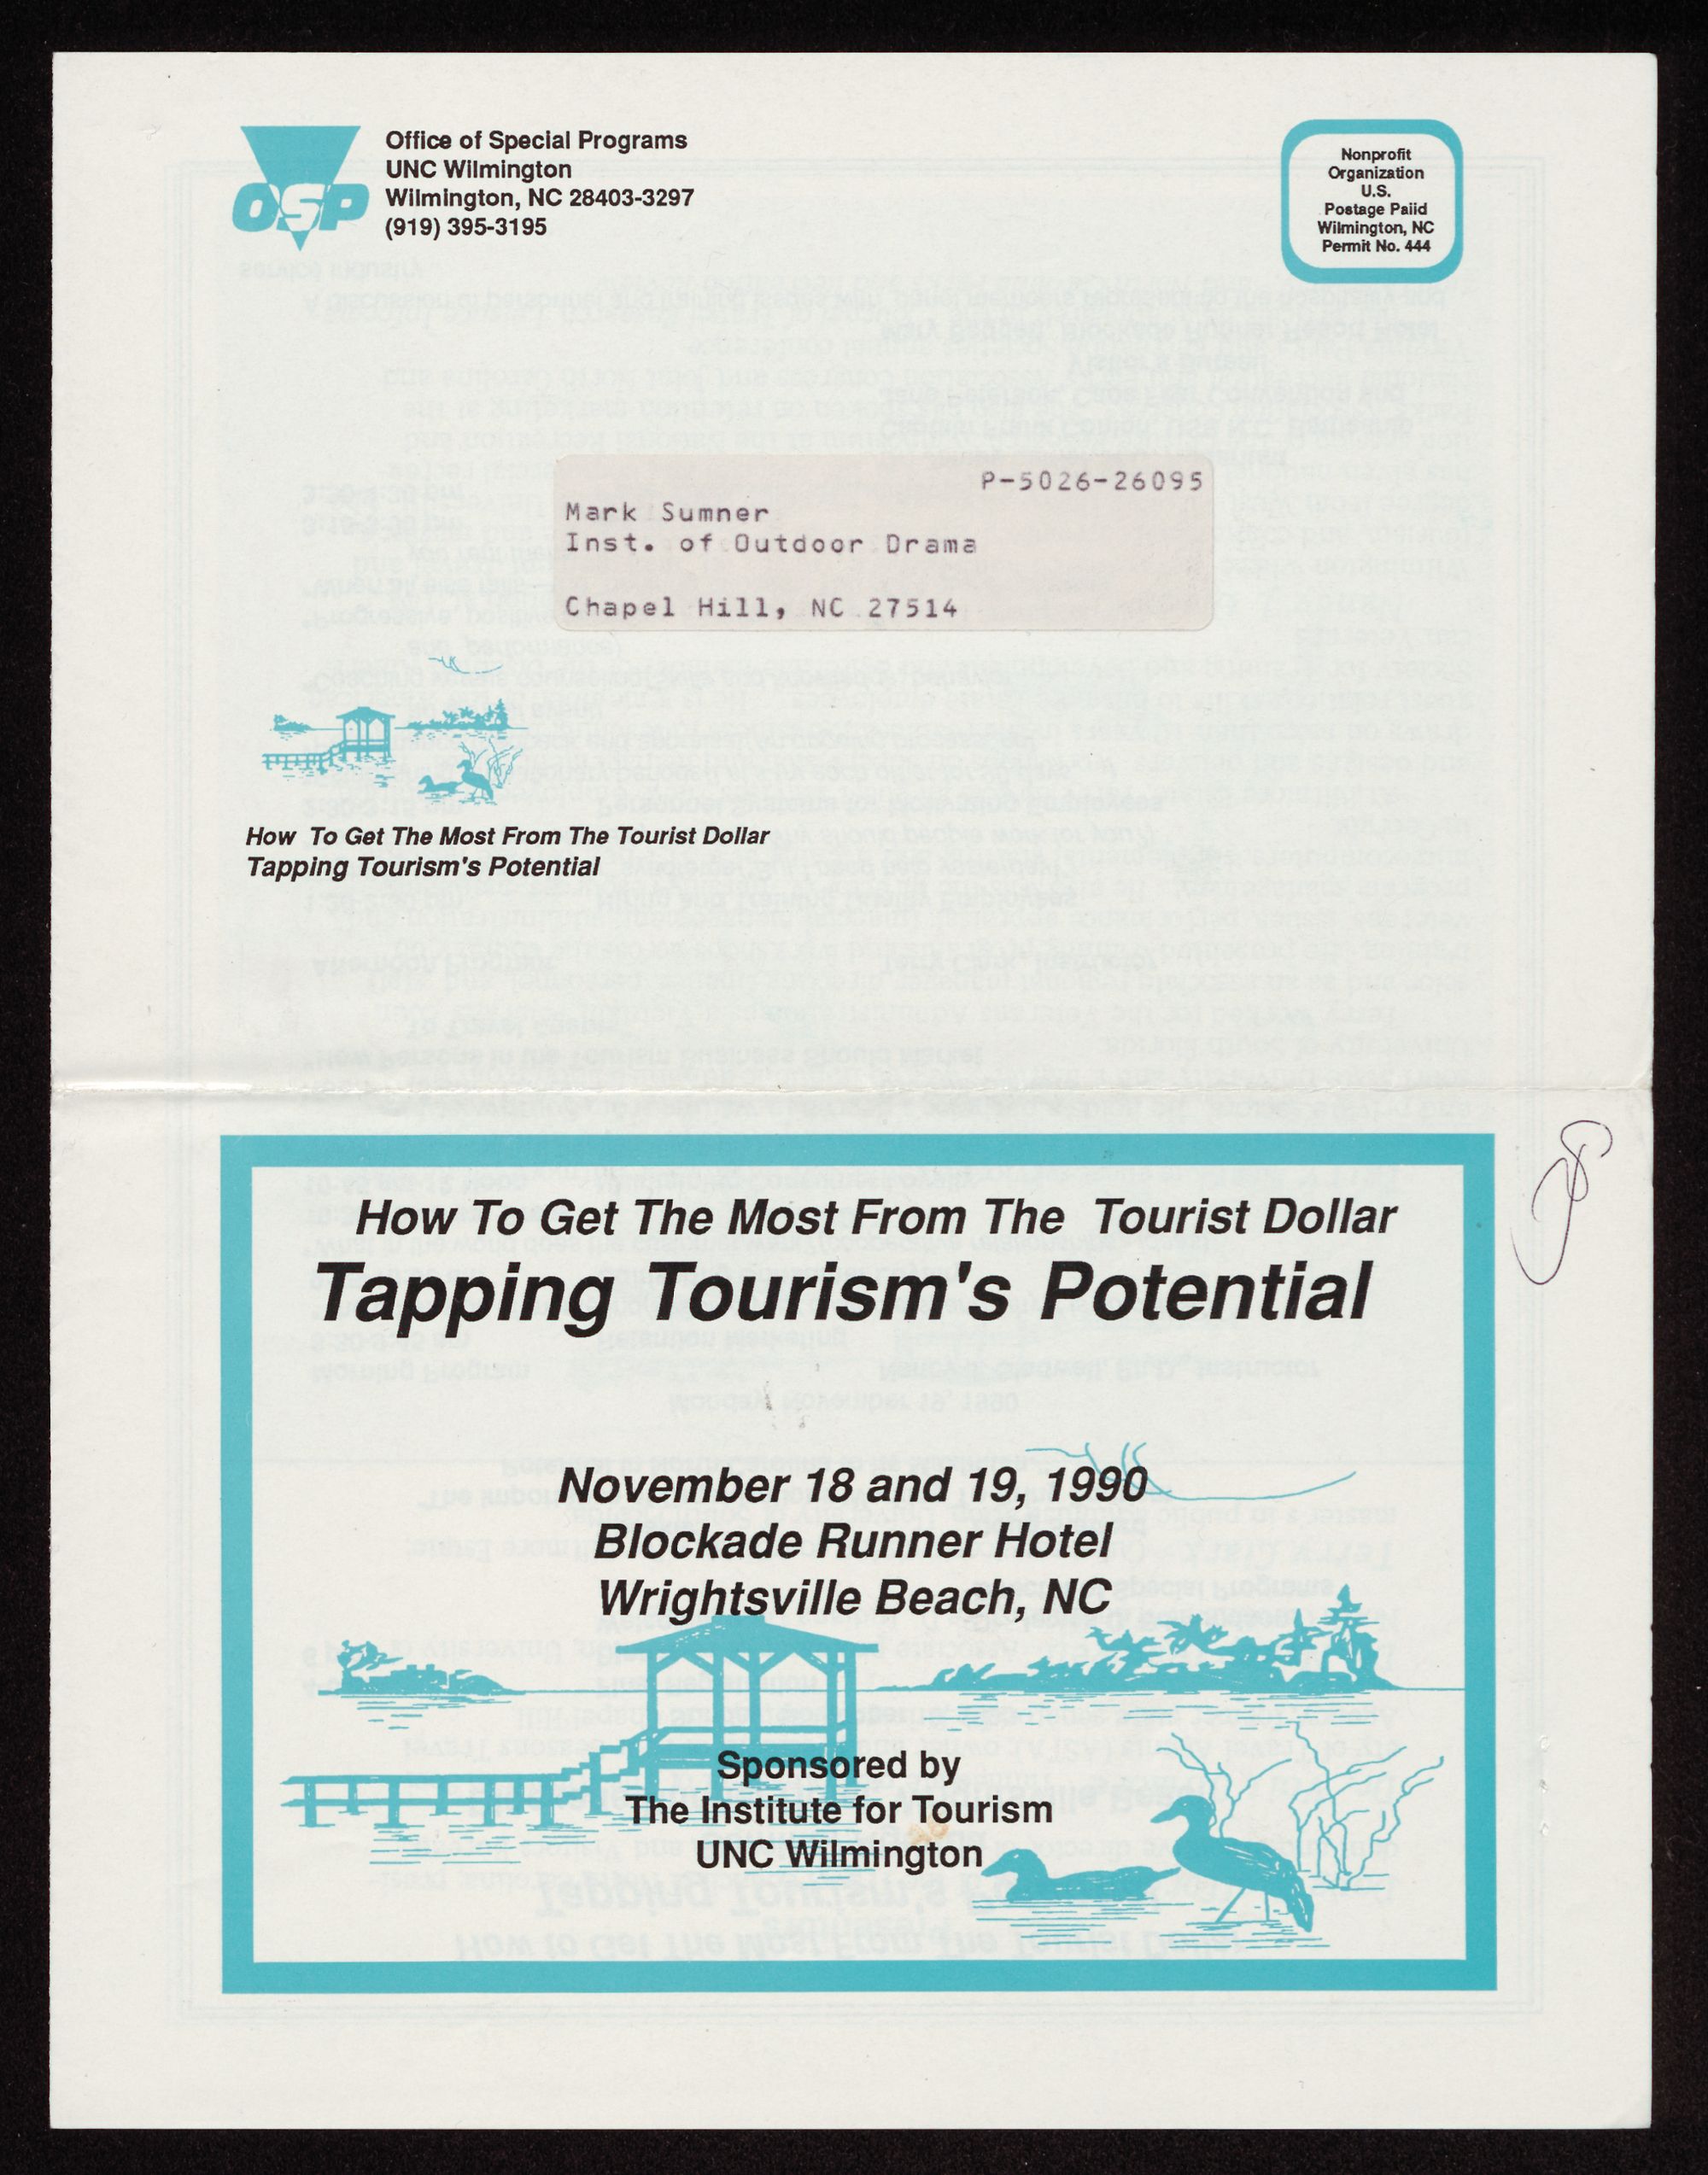 OSP
Office of Special Programs
UNC Wilmington
Wilmington, NC 28403-3297
(919) 395-3195
Nonprofit
Organization
U.S.
Postage Paiid
Wilmington, NC
Permit No. 444
P-5026-26095
Mark Sumner
Inst. of Outdoor Drama
Chapel Hill, NC 27514
How To Get The Most From The Tourist Dollar
Tapping Tourism's Potential
How To Get The Most From The Tourist Dollar
Tapping Tourism's Potential
November 18 and 19, 1990
Blockade Runner Hotel
Wrightsville Beach, NC
Sponsored by
The Institute for Tourism
UNC Wilmington